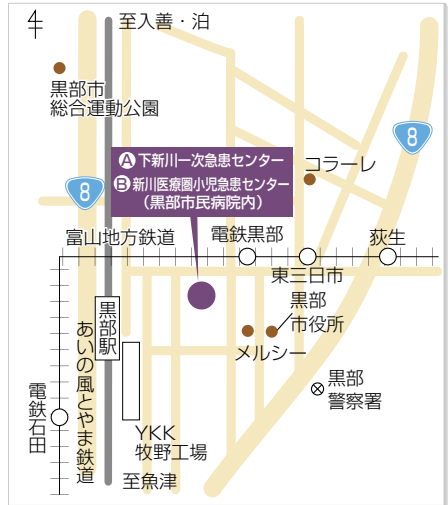 至入善・泊
黒部市
総合運動公園
8
Ⓐ下新川一次急患センター
Ⓑ新川医療圏小児急患センター
(黒部市民病院内)
コラーレ
8
富山地方鉄道
電鉄黒部
荻生
東三日市
黒部駅
あいの風とやま鉄道
黒部
市役所
メルシー
電鉄石田
黒部
警察署
YKK
牧野工場
至魚津